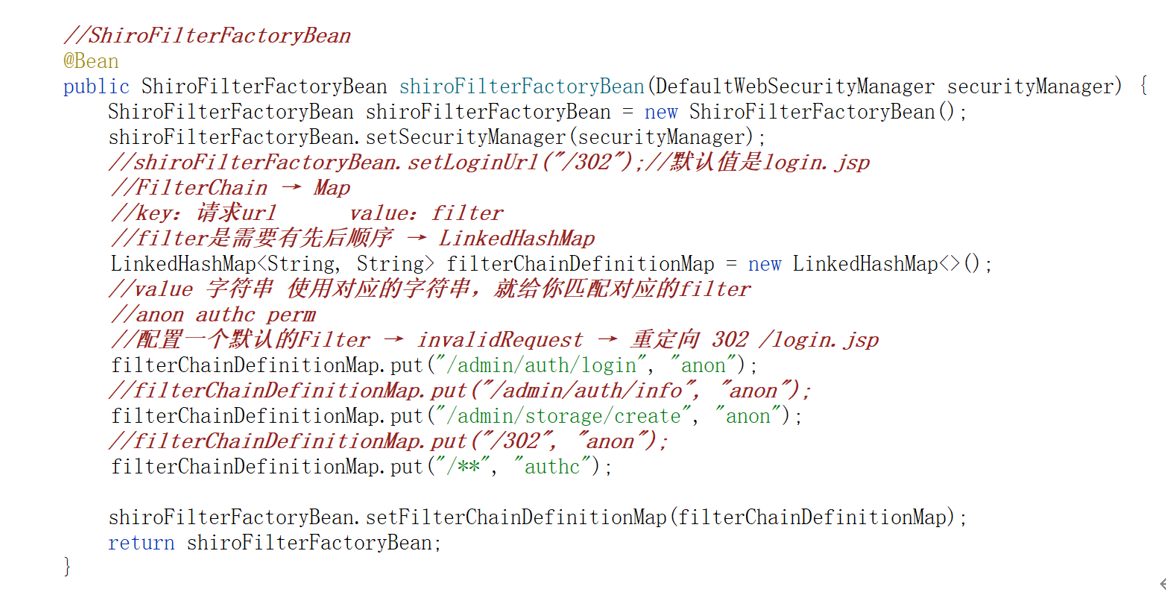 //ShiroFilterFactoryBean
@Bean
public ShiroFilterFactoryBean shiroFilterFactoryBean(DefaultWebSecurityManager securityManager) {
    ShiroFilterFactoryBean shiroFilterFactoryBean = new ShiroFilterFactoryBean();
    shiroFilterFactoryBean.setSecurityManager(securityManager);
    //shiroFilterFactoryBean.setLoginUrl("/302");//默认值是login.jsp
    //FilterChain → Map
    //key：请求url      value：filter
    //filter是需要有先后顺序 → LinkedHashMap
    LinkedHashMap<String, String> filterChainDefinitionMap = new LinkedHashMap<>();
    //value 字符串 使用对应的字符串，就给你匹配对应的filter
    //anon authc perm
    //配置一个默认的Filter → invalidRequest → 重定向 302 /login.jsp
    filterChainDefinitionMap.put("/admin/auth/login", "anon");
    //filterChainDefinitionMap.put("/admin/auth/info", "anon");
    filterChainDefinitionMap.put("/admin/storage/create", "anon");
    //filterChainDefinitionMap.put("/302", "anon");
    filterChainDefinitionMap.put("/**", "authc");

    shiroFilterFactoryBean.setFilterChainDefinitionMap(filterChainDefinitionMap);
    return shiroFilterFactoryBean;
}